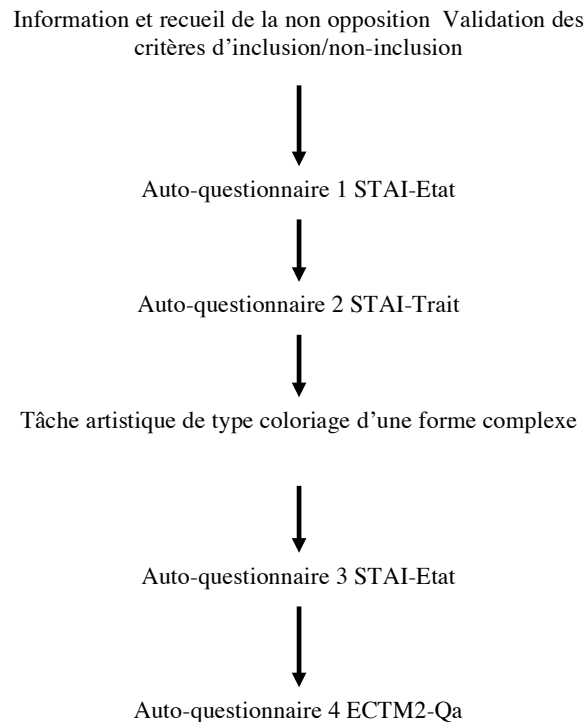 Information et recueil de la non opposition  Validation des
critères d’inclusion/non-inclusion
Auto-questionnaire 1 STAI-Etat
Auto-questionnaire 2 STAI-Trait
Tâche artistique de type coloriage d’une forme complexe
Auto-questionnaire 3 STAI-Etat
Auto-questionnaire 4 ECTM2-Qa